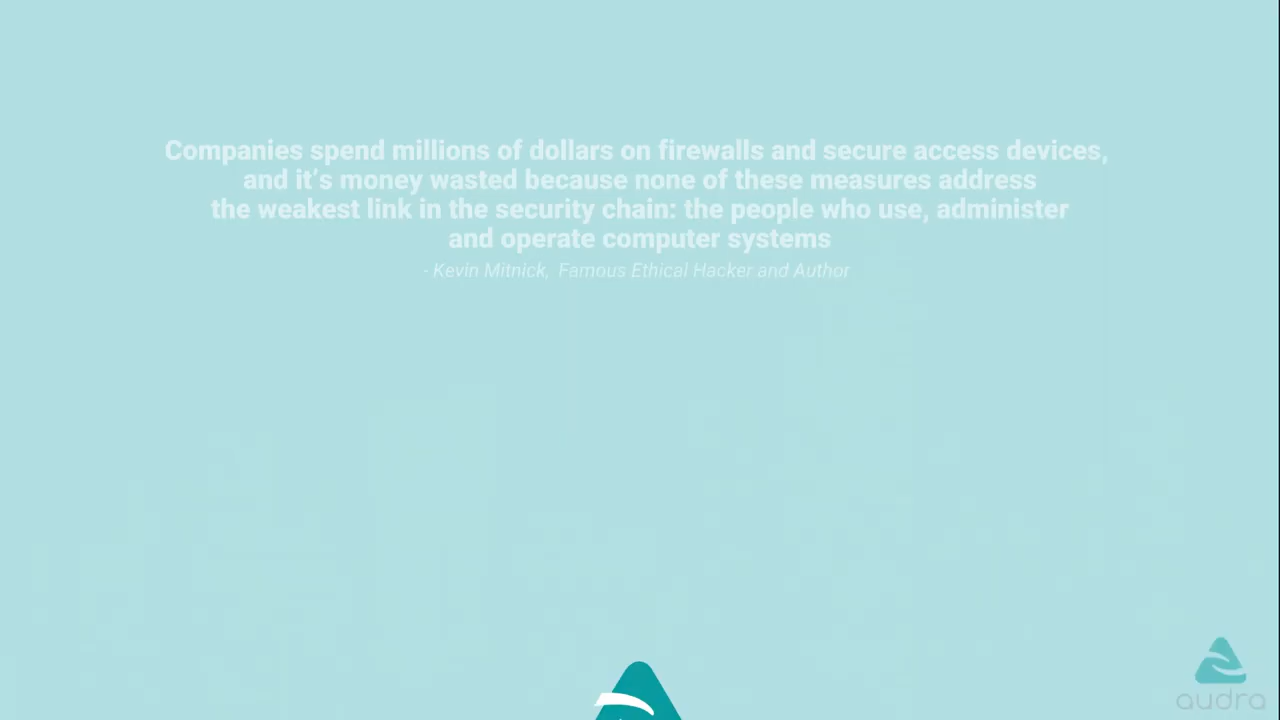 Companies spend millions of dollars on firewalls and secure access devices,
and it’s money wasted because none of these measures address
the weakest link in the security chain: the people who use, administer
and operate computer systems
- Kevin Mitnick, Famous Ethical Hacker and Author
audra